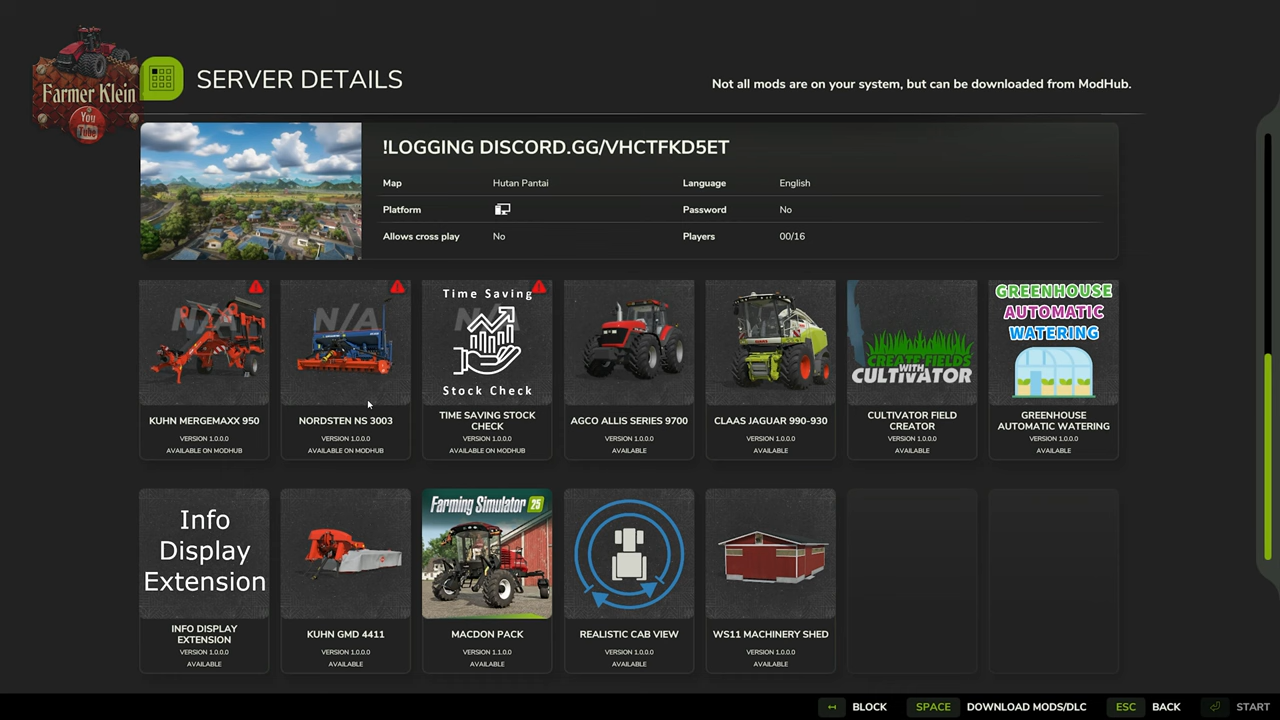 Farmer Klein
You
Tube
SERVER DETAILS
Not all mods are on your system, but can be downloaded from ModHub.
!LOGGING DISCORD.GG/VHCTFKD5ET
Map Hutan Pantai Language English
Platform Password No
Allows cross play No Players 00/16
N/A N/A N/A
Time Saving
Stock Check
CREATE FIELDS
WITH
CULTIVATOR
GREENHOUSE
AUTOMATIC
WATERING
KUHN MERGEMAXX 950
VERSION 1.0.0.0
AVAILABLE ON MODHUB
NORDSTEN NS 3003
VERSION 1.0.0.0
AVAILABLE ON MODHUB
TIME SAVING STOCK
CHECK
VERSION 1.0.0.0
AVAILABLE ON MODHUB
AGCO ALLIS SERIES 9700
VERSION 1.0.0.0
AVAILABLE
CLAAS JAGUAR 990-930
VERSION 1.0.0.0
AVAILABLE
CULTIVATOR FIELD
CREATOR
VERSION 1.0.0.0
AVAILABLE
GREENHOUSE
AUTOMATIC WATERING
VERSION 1.0.0.0
AVAILABLE
Info
Display
Extension
INFO DISPLAY
EXTENSION
VERSION 1.0.0.0
AVAILABLE
KUHN GMD 4411
VERSION 1.0.0.0
AVAILABLE
Farming Simulator 25
MACDON PACK
VERSION 1.1.0.0
AVAILABLE
REALISTIC CAB VIEW
VERSION 1.0.0.0
AVAILABLE
WS11 MACHINERY SHED
VERSION 1.0.0.0
AVAILABLE
BLOCK SPACE DOWNLOAD MODS/DLC ESC BACK START